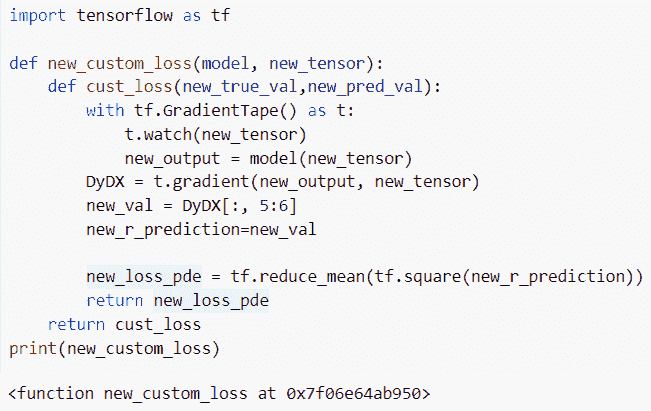 import tensorflow as tf
def new_custom_loss(model, new_tensor):
    def cust_loss(new_true_val,new_pred_val):
        with tf.GradientTape() as t:
            t.watch(new_tensor)
            new_output = model(new_tensor)
        DyDX = t.gradient(new_output, new_tensor)
        new_val = DyDX[:, 5:6]
        new_r_prediction=new_val
        new_loss_pde = tf.reduce_mean(tf.square(new_r_prediction))
        return new_loss_pde
    return cust_loss
print(new_custom_loss)
<function new_custom_loss at 0x7f06e64ab950>